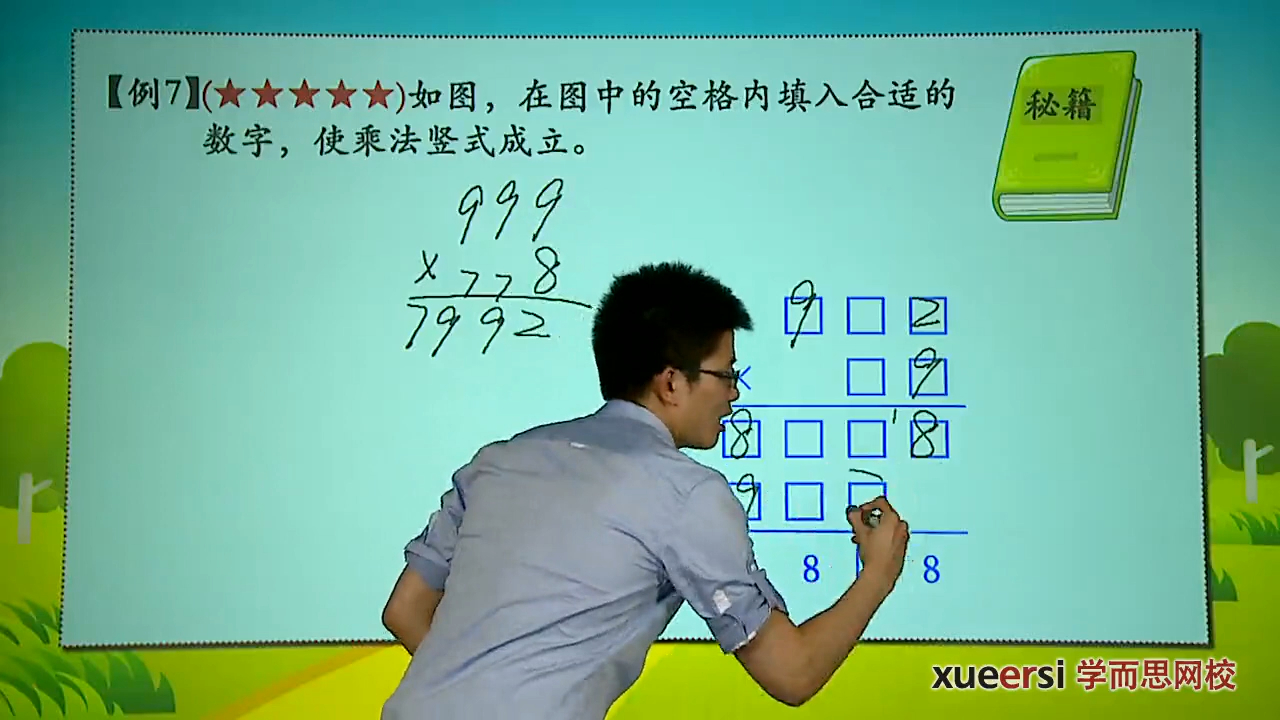 【例7】(★★★★★)如图，在图中的空格内填入合适的
数字，使乘法竖式成立。
秘籍
999
×778
7992
9□2
×□9
8□□8
9□
8 8
xueersi 学而思网校